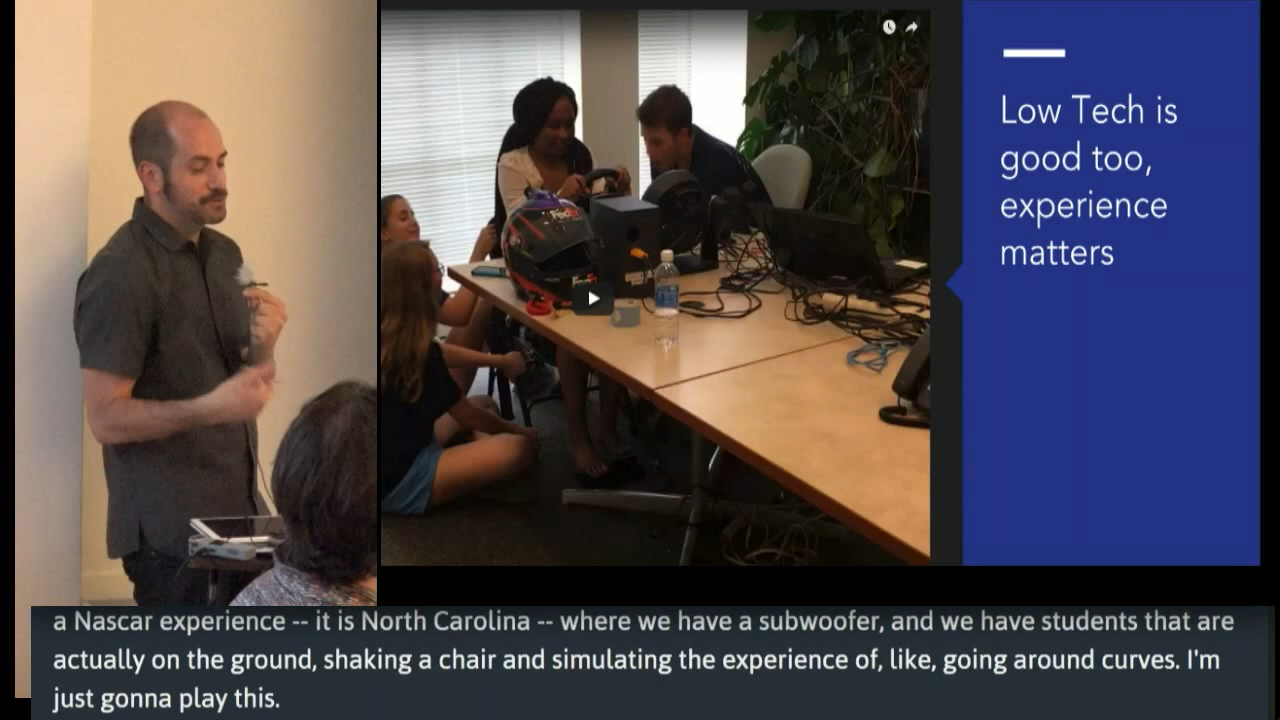 Low Tech is
good too,
experience
matters
FedEx
a Nascar experience -- it is North Carolina -- where we have a subwoofer, and we have students that are
actually on the ground, shaking a chair and simulating the experience of, like, going around curves. I'm
just gonna play this.